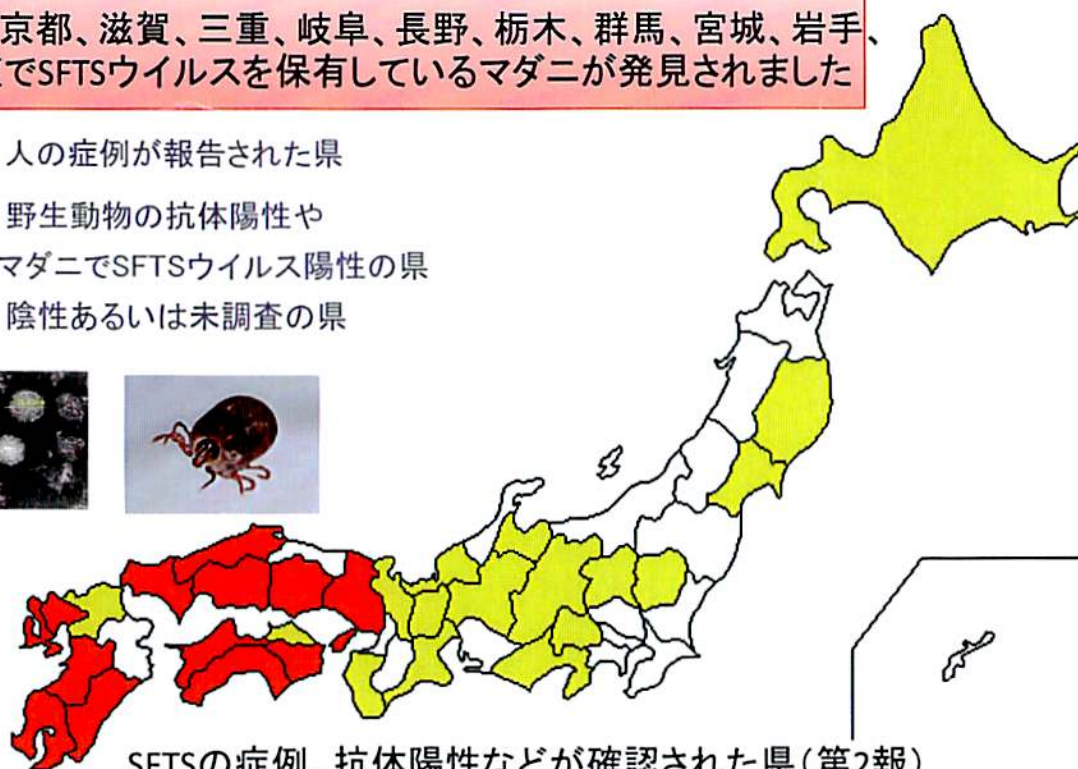 京都、滋賀、三重、岐阜、長野、栃木、群馬、宮城、岩手、
でSFTSウイルスを保有しているマダニが発見されました
人の症例が報告された県
野生動物の抗体陽性や
マダニでSFTSウイルス陽性の県
陰性あるいは未調査の県
SFTSの症例、抗体陽性などが確認された県(第2報)